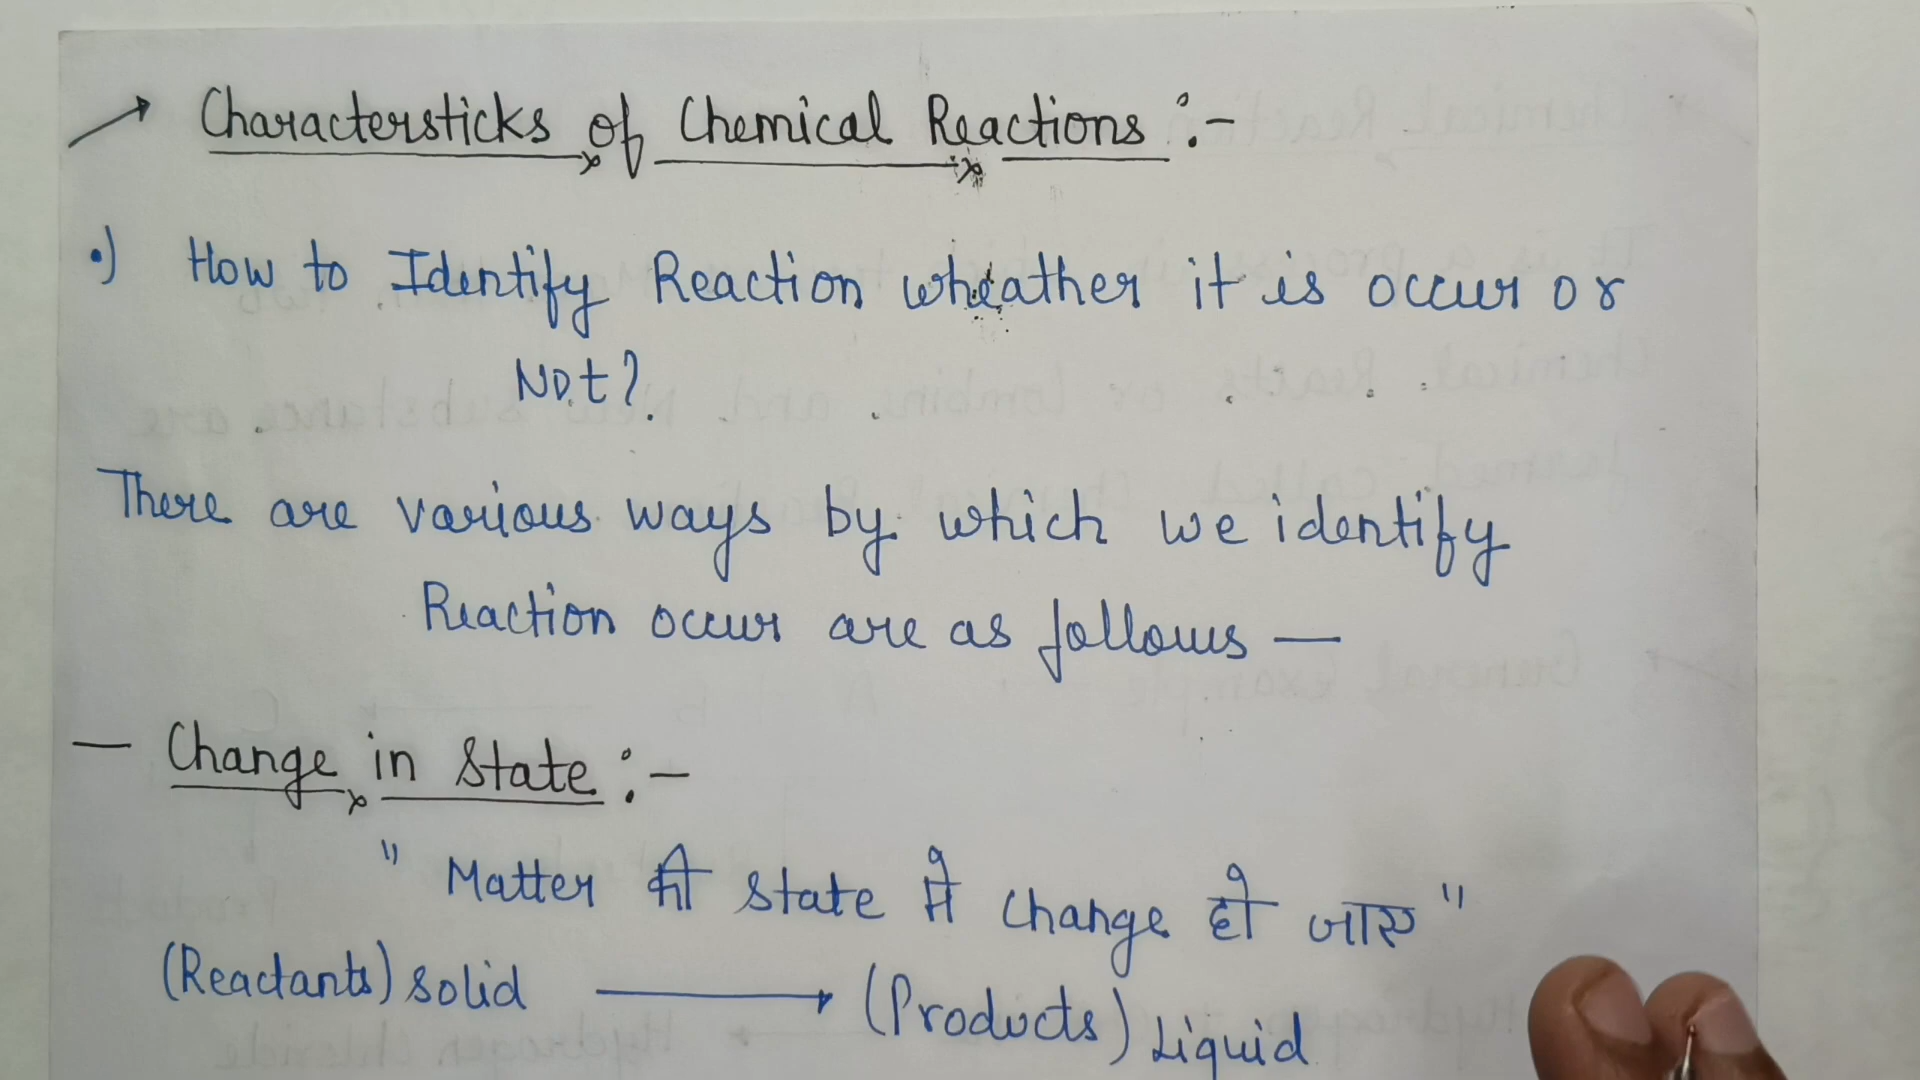 → Charactersticks of Chemical Reactions :-
•) How to Identify Reaction wheather it is occur or
Not?
There are various ways by which we identify
Reaction occur are as follows —
— Change in State :-
" Matter की state में change हो जाए "
(Reactants) solid ⟶ (Products) Liquid